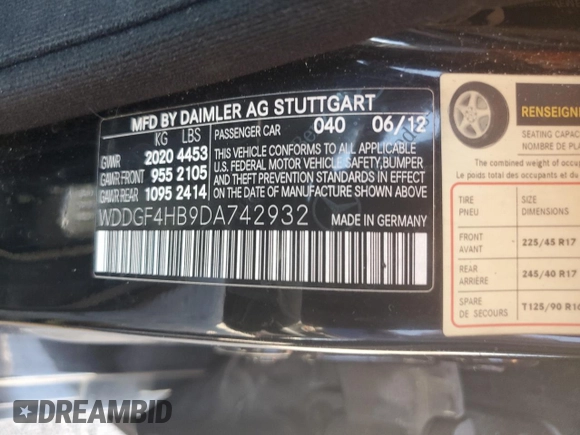 MFD BY DAIMLER AG STUTTGART
KG LBS
PASSENGER CAR 040 06/12
GVWR 2020 4453
GAWR FRONT 955 2105
GAWR REAR 1095 2414
THIS VEHICLE CONFORMS TO ALL APPLICABLE
U.S. FEDERAL MOTOR VEHICLE SAFETY, BUMPER
AND THEFT PREVENTION STANDARDS IN EFFECT
ON THE DATE OF MANUFACTURE SHOWN ABOVE
WDDGF4HB9DA742932
MADE IN GERMANY
RENSEIGNE
SEATING CAPAC
NOMBRE DE PLA
The combined weight of occup
Le poids total des occupants et du
TIRE
PNEU
SIZE
DIMENSIONS
FRONT
AVANT
225/45 R17
REAR
ARRIÈRE
245/40 R17
SPARE
DE SECOURS
T125/90 R16
DREAMBID